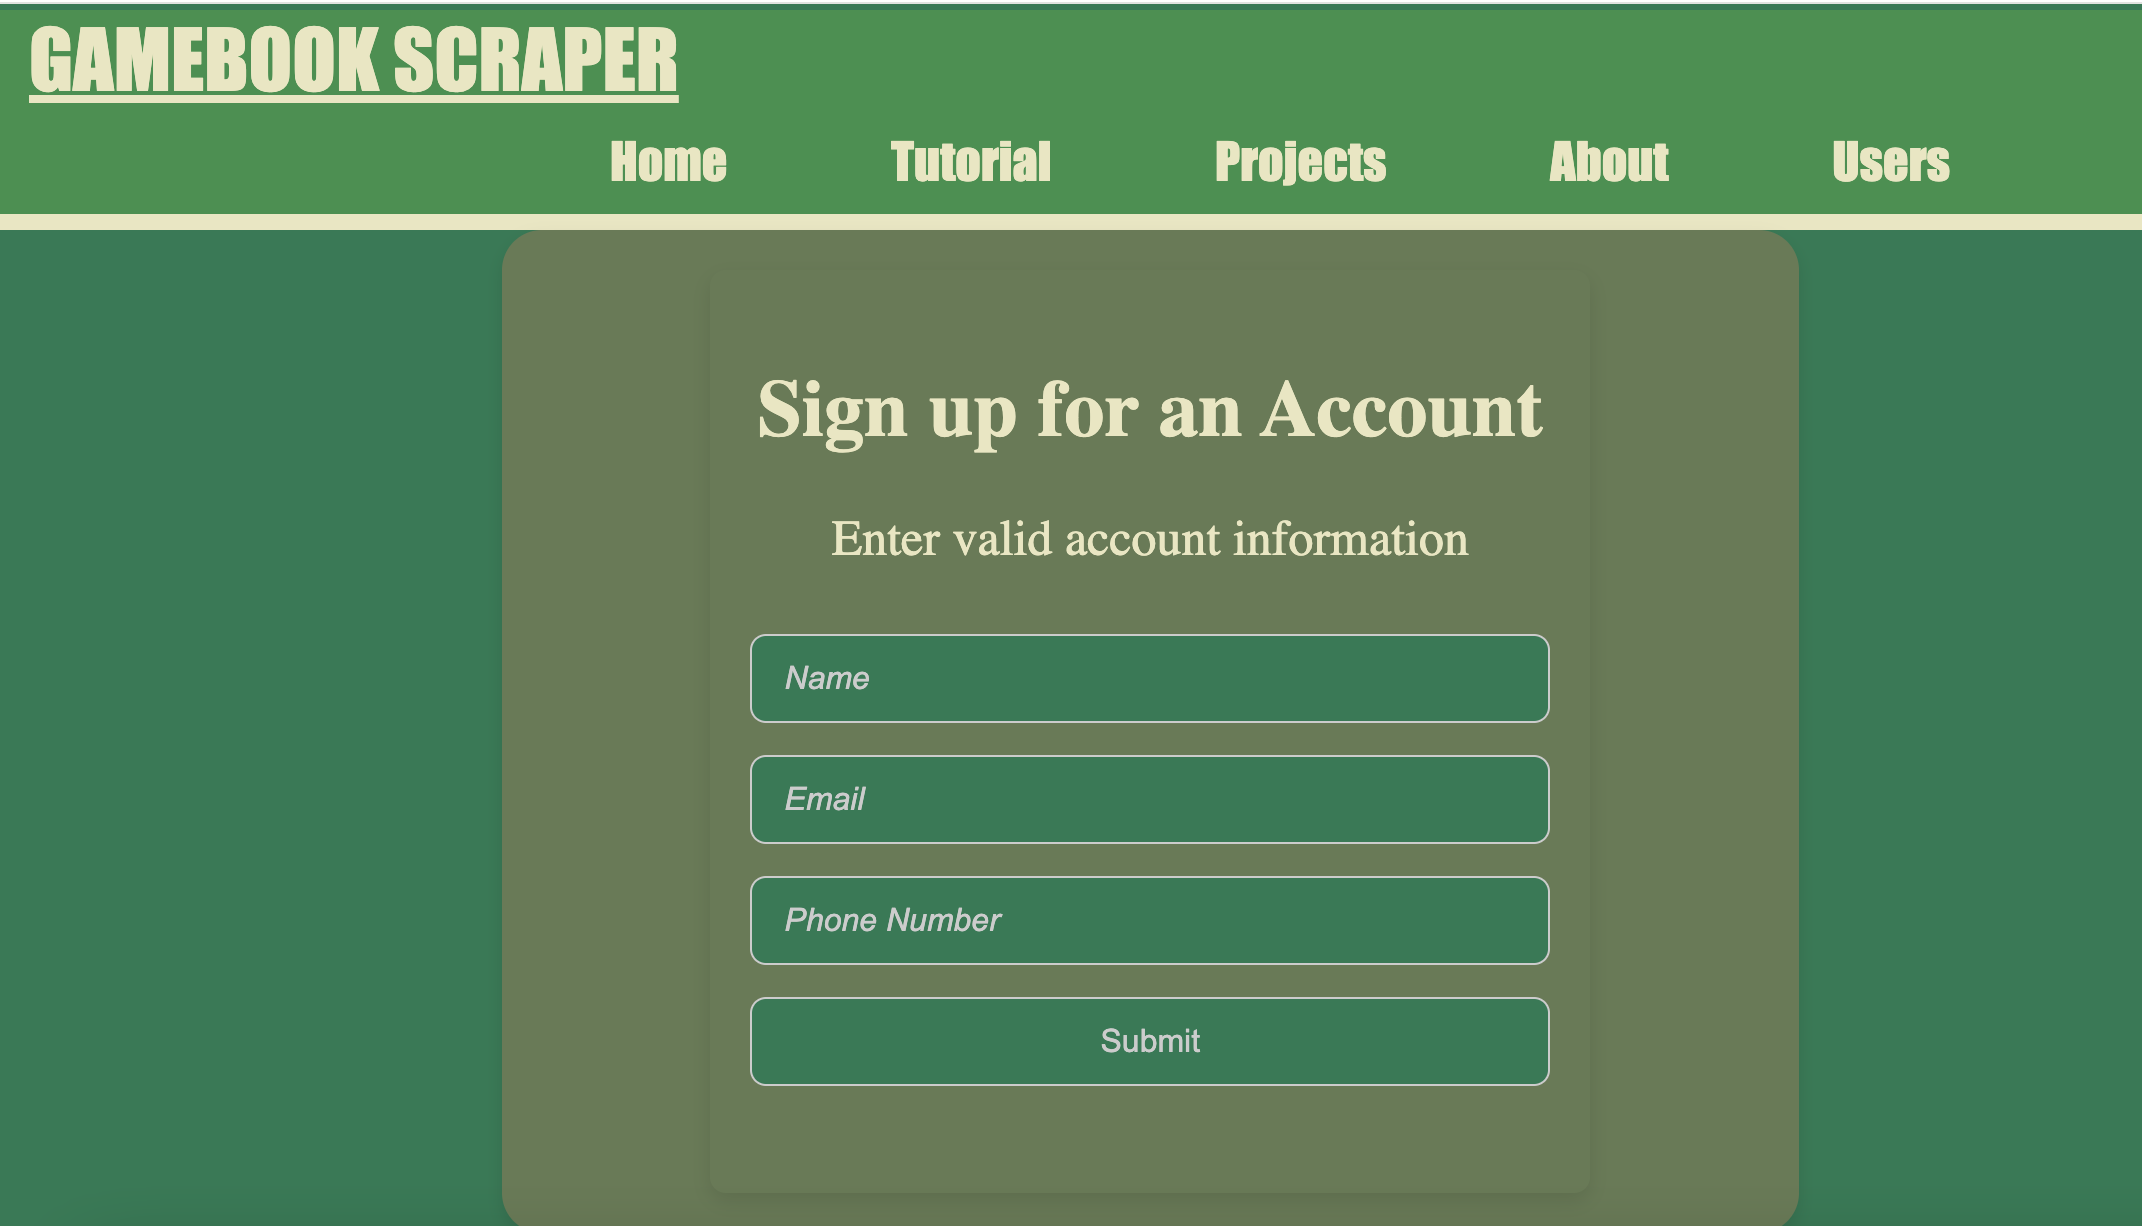 GAMEBOOK SCRAPER
Home Tutorial Projects About Users
Sign up for an Account
Enter valid account information
Name
Email
Phone Number
Submit